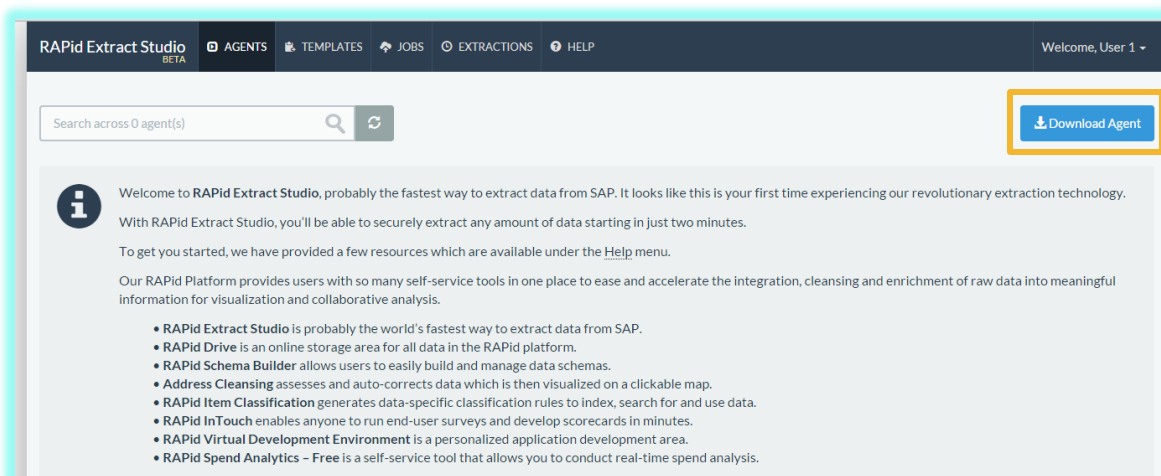 RAPid Extract Studio
BETA
AGENTS
TEMPLATES
JOBS
EXTRACTIONS
HELP
Welcome, User 1
Search across 0 agent(s)
Download Agent
Welcome to RAPid Extract Studio, probably the fastest way to extract data from SAP. It looks like this is your first time experiencing our revolutionary extraction technology.
With RAPid Extract Studio, you'll be able to securely extract any amount of data starting in just two minutes.
To get you started, we have provided a few resources which are available under the Help menu.
Our RAPid Platform provides users with so many self-service tools in one place to ease and accelerate the integration, cleansing and enrichment of raw data into meaningful
information for visualization and collaborative analysis.
• RAPid Extract Studio is probably the world's fastest way to extract data from SAP.
• RAPid Drive is an online storage area for all data in the RAPid platform.
• RAPid Schema Builder allows users to easily build and manage data schemas.
• Address Cleansing assesses and auto-corrects data which is then visualized on a clickable map.
• RAPid Item Classification generates data-specific classification rules to index, search for and use data.
• RAPid InTouch enables anyone to run end-user surveys and develop scorecards in minutes.
• RAPid Virtual Development Environment is a personalized application development area.
• RAPid Spend Analytics – Free is a self-service tool that allows you to conduct real-time spend analysis.